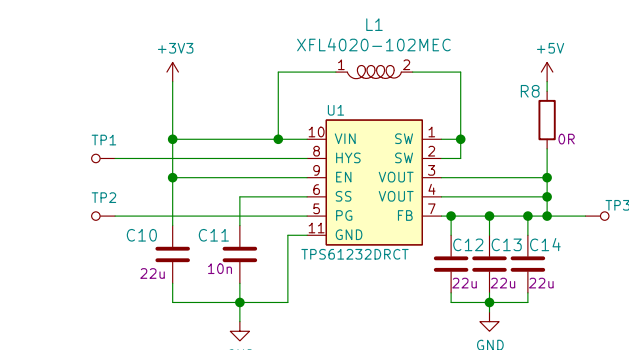 L1
XFL4020-102MEC
+3V3
+5V
1
2
R8
0R
U1
TP1
10 VIN SW 1
8 HYS SW 2
9 EN VOUT 3
TP2
6 SS VOUT 4
TP3
5 PG FB 7
11 GND
TPS61232DRCT
C10
22u
C11
10n
C12
22u
C13
22u
C14
22u
GND